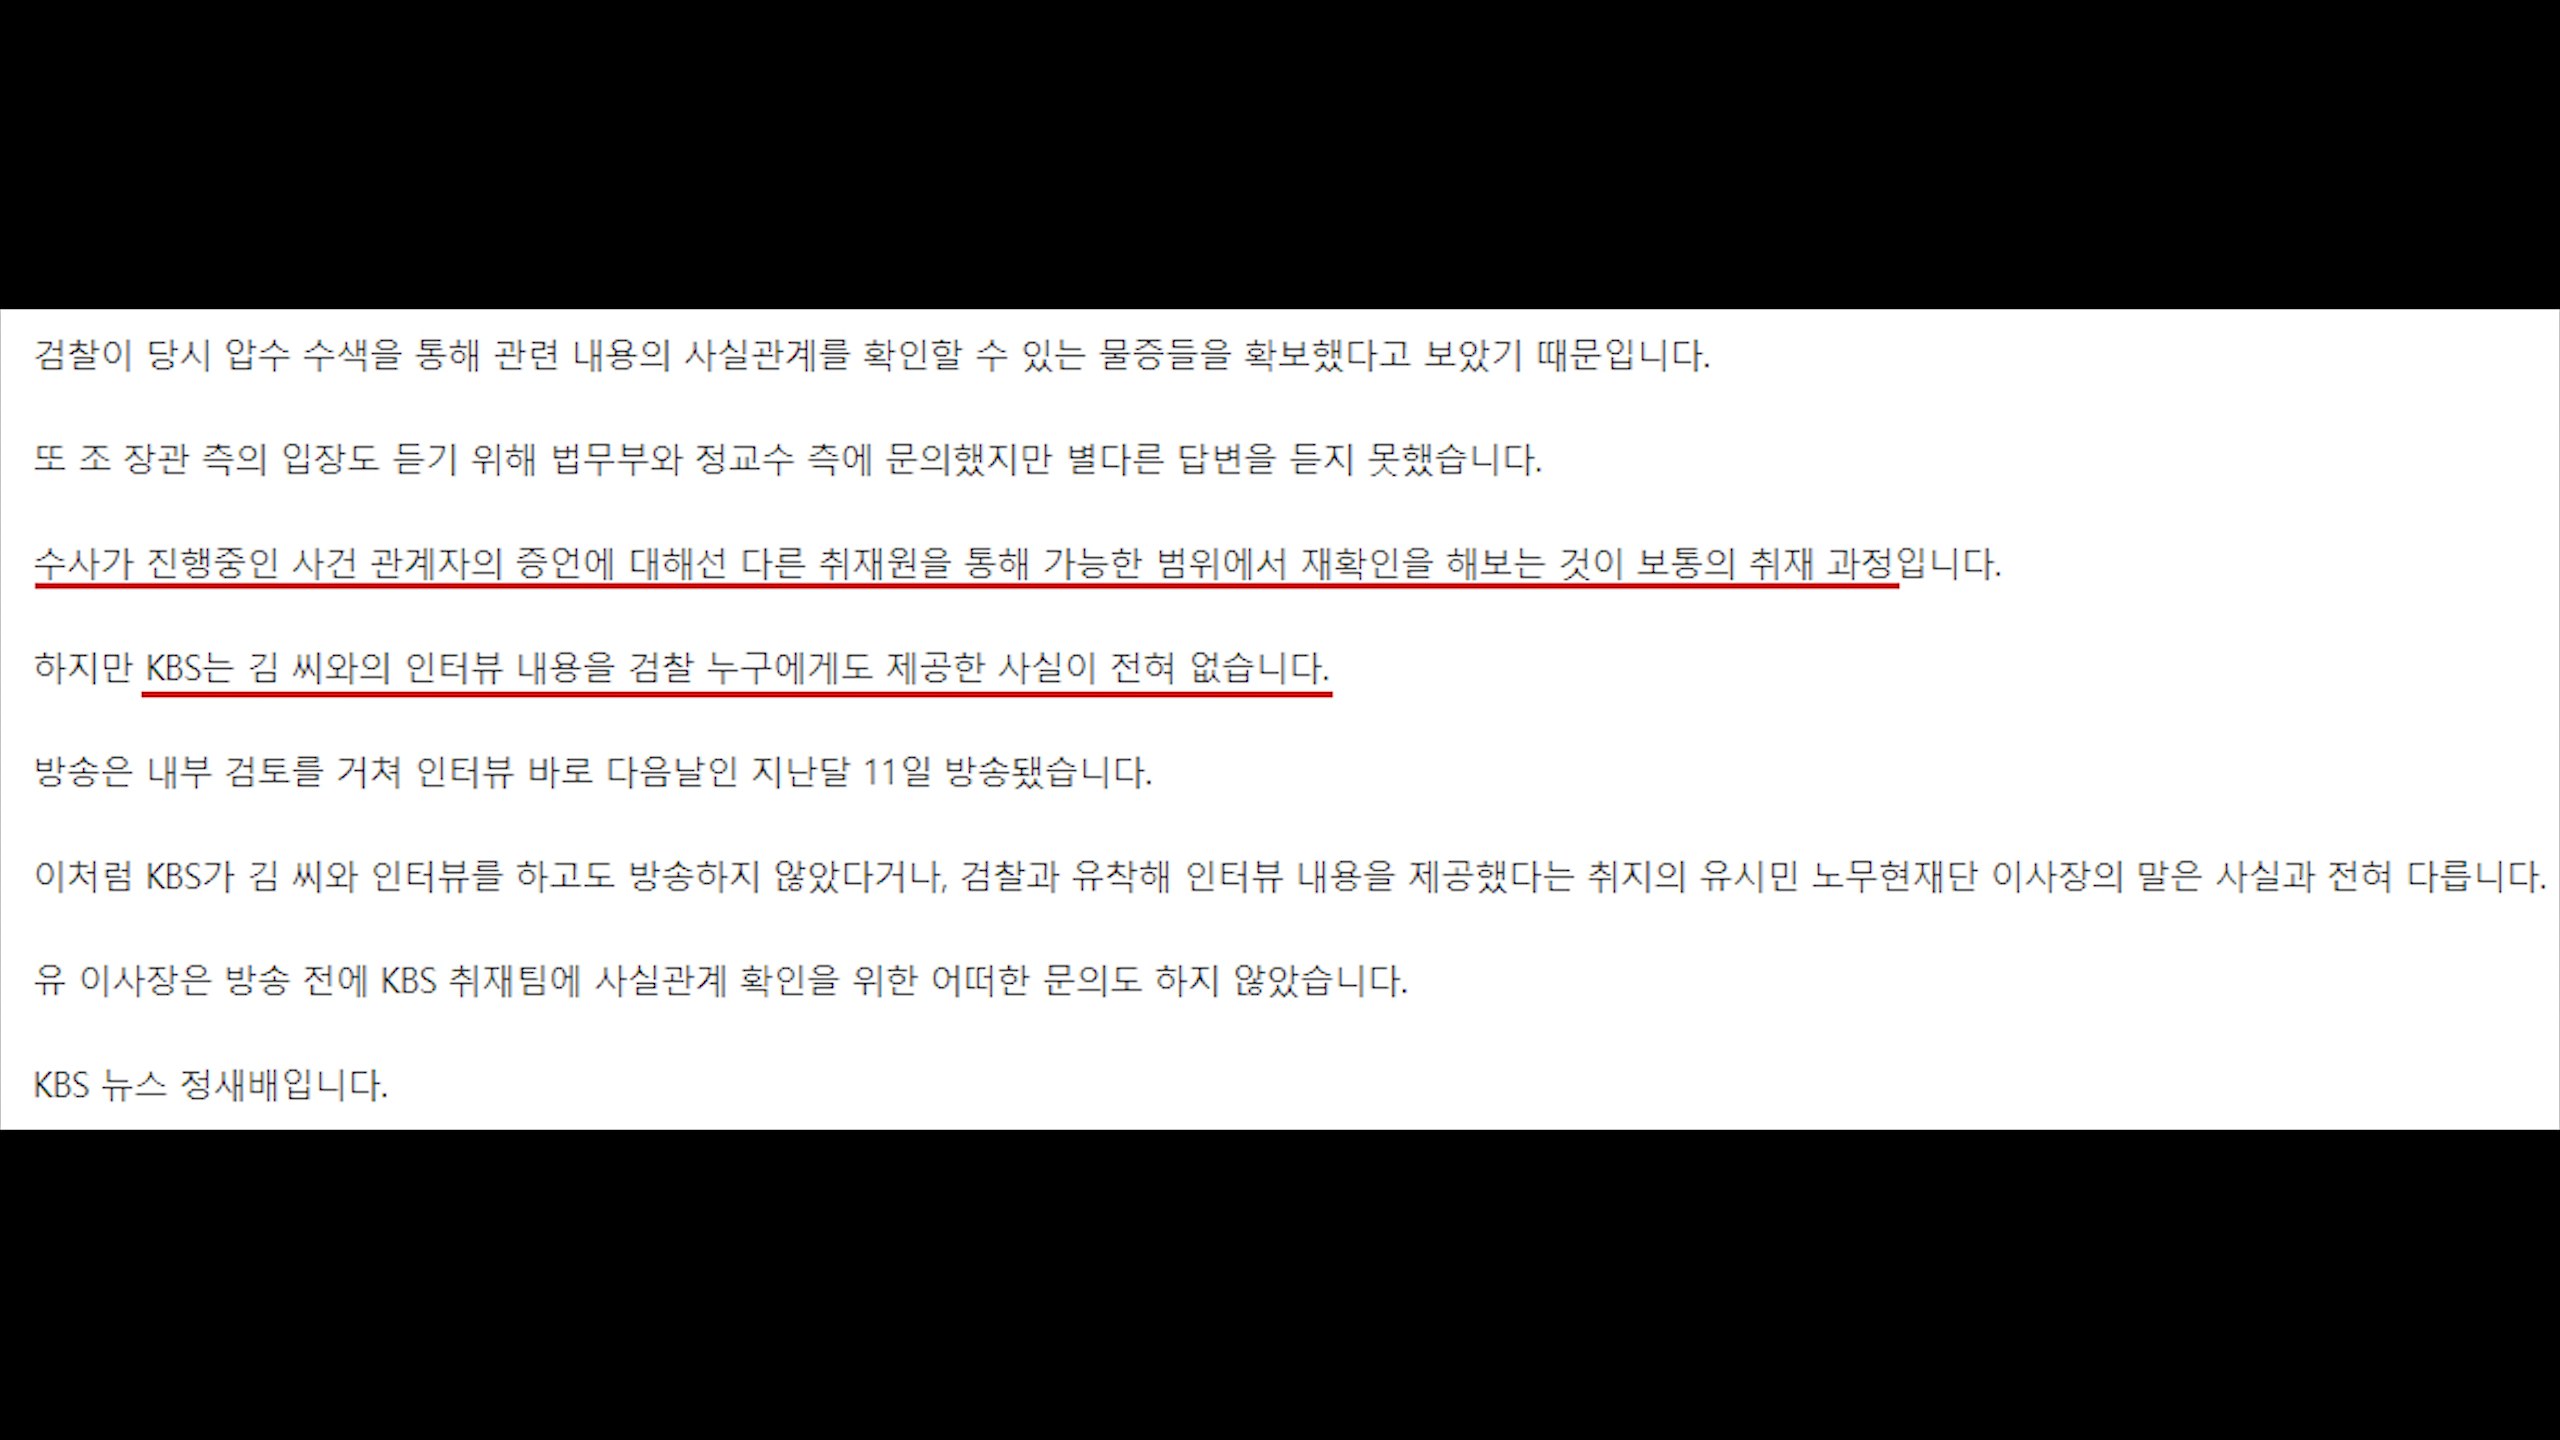 검찰이 당시 압수 수색을 통해 관련 내용의 사실관계를 확인할 수 있는 물증들을 확보했다고 보았기 때문입니다.
또 조 장관 측의 입장도 듣기 위해 법무부와 정교수 측에 문의했지만 별다른 답변을 듣지 못했습니다.
수사가 진행중인 사건 관계자의 증언에 대해선 다른 취재원을 통해 가능한 범위에서 재확인을 해보는 것이 보통의 취재 과정입니다.
하지만 KBS는 김 씨와의 인터뷰 내용을 검찰 누구에게도 제공한 사실이 전혀 없습니다.
방송은 내부 검토를 거쳐 인터뷰 바로 다음날인 지난달 11일 방송됐습니다.
이처럼 KBS가 김 씨와 인터뷰를 하고도 방송하지 않았다거나, 검찰과 유착해 인터뷰 내용을 제공했다는 취지의 유시민 노무현재단 이사장의 말은 사실과 전혀 다릅니다.
유 이사장은 방송 전에 KBS 취재팀에 사실관계 확인을 위한 어떠한 문의도 하지 않았습니다.
KBS 뉴스 정새배입니다.